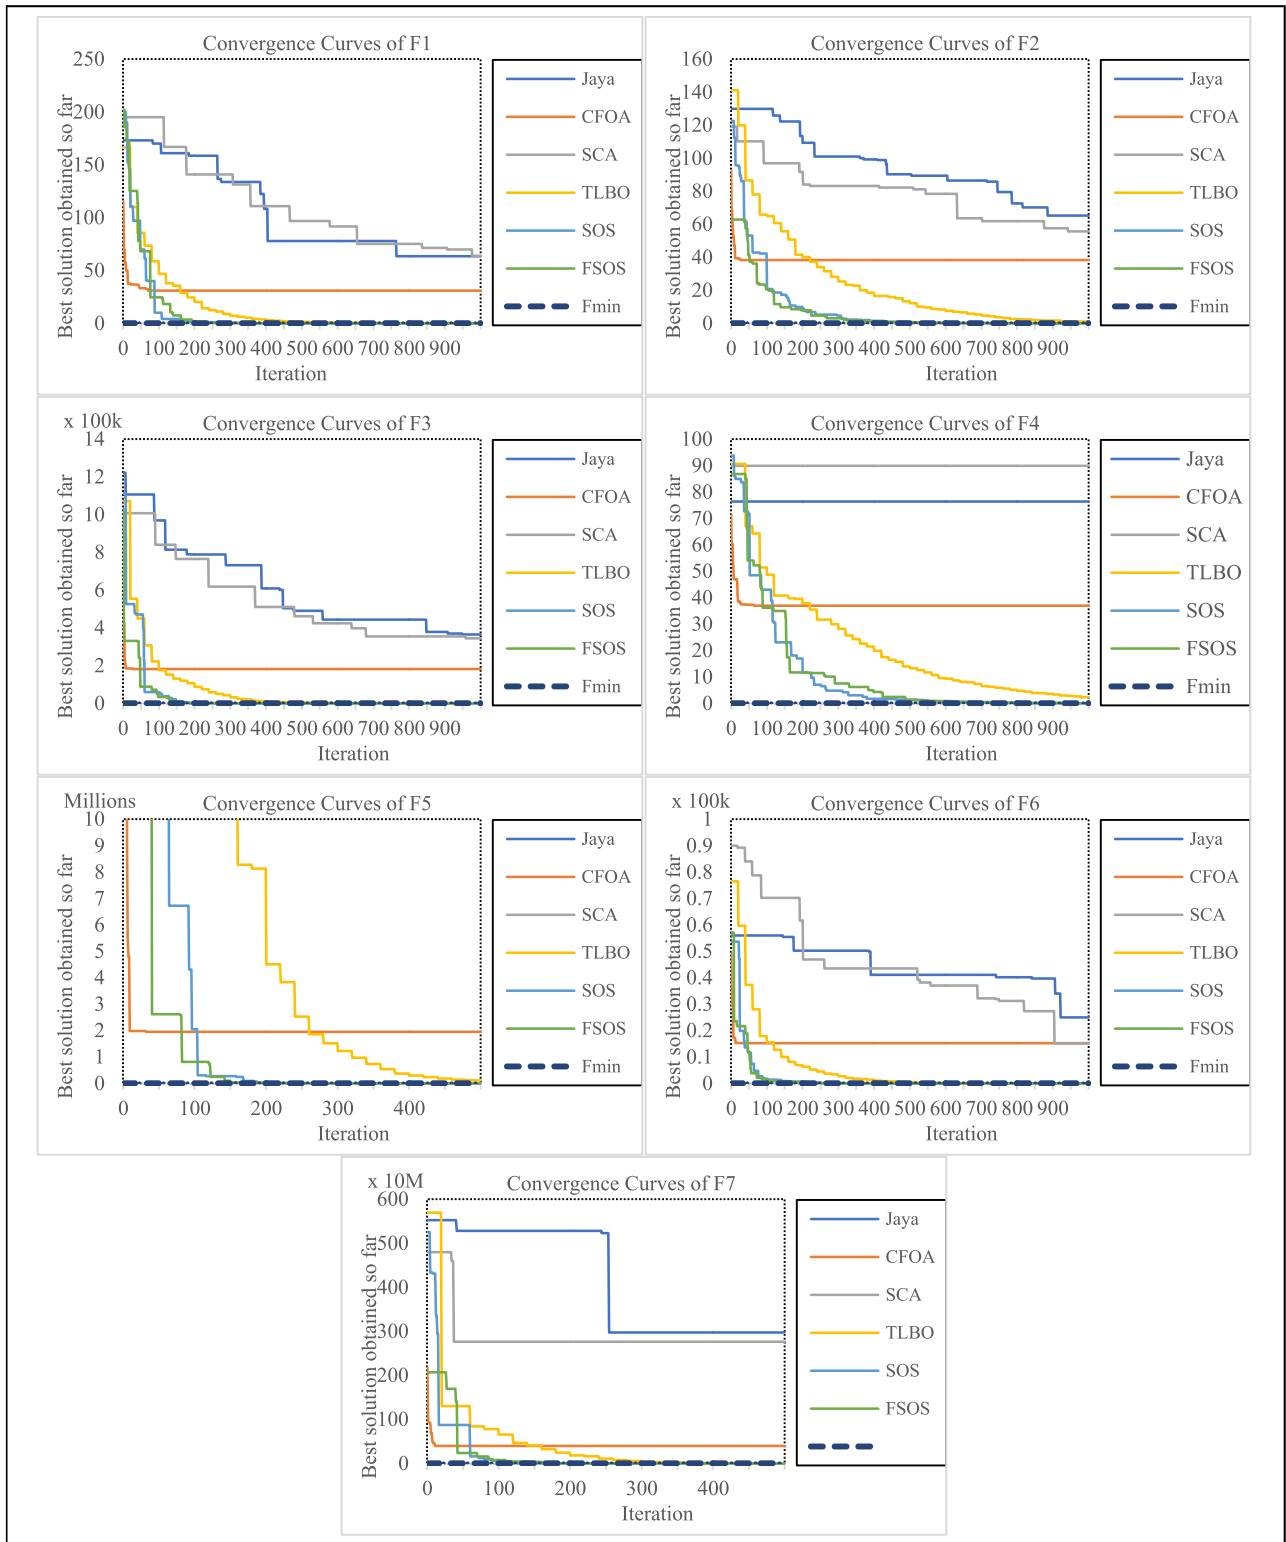 Convergence Curves of F1
250
200
150
100
50
0
Best solution obtained so far
0 100 200 300 400 500 600 700 800 900
Iteration
Jaya
CFOA
SCA
TLBO
SOS
FSOS
Fmin
Convergence Curves of F2
160
140
120
100
80
60
40
20
0
Best solution obtained so far
0 100 200 300 400 500 600 700 800 900
Iteration
Jaya
CFOA
SCA
TLBO
SOS
FSOS
Fmin
x 100k
Convergence Curves of F3
14
12
10
8
6
4
2
0
Best solution obtained so far
0 100 200 300 400 500 600 700 800 900
Iteration
Jaya
CFOA
SCA
TLBO
SOS
FSOS
Fmin
Convergence Curves of F4
100
90
80
70
60
50
40
30
20
10
0
Best solution obtained so far
0 100 200 300 400 500 600 700 800 900
Iteration
Jaya
CFOA
SCA
TLBO
SOS
FSOS
Fmin
Millions
Convergence Curves of F5
10
9
8
7
6
5
4
3
2
1
0
Best solution obtained so far
0 100 200 300 400
Iteration
Jaya
CFOA
SCA
TLBO
SOS
FSOS
Fmin
x 100k
Convergence Curves of F6
1
0.9
0.8
0.7
0.6
0.5
0.4
0.3
0.2
0.1
0
Best solution obtained so far
0 100 200 300 400 500 600 700 800 900
Iteration
Jaya
CFOA
SCA
TLBO
SOS
FSOS
Fmin
x 10M
Convergence Curves of F7
600
500
400
300
200
100
0
Best solution obtained so far
0 100 200 300 400
Iteration
Jaya
CFOA
SCA
TLBO
SOS
FSOS